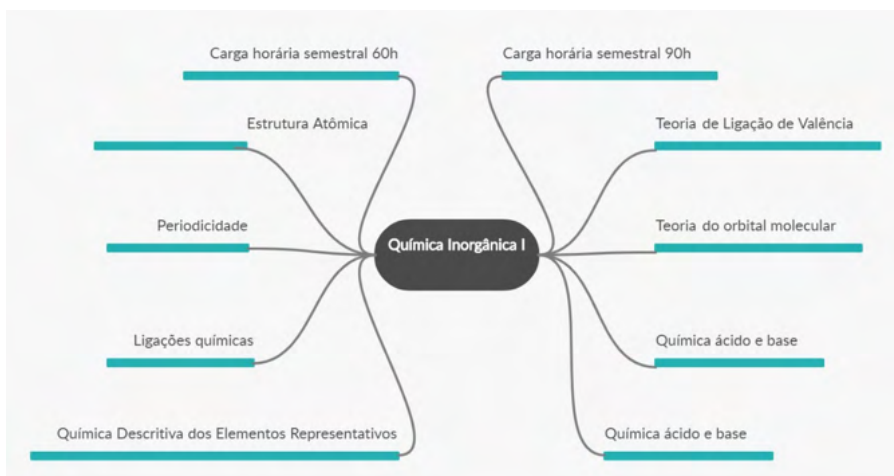 Carga horária semestral 60h
Estrutura Atômica
Periodicidade
Ligações químicas
Química Descritiva dos Elementos Representativos
Química Inorgânica I
Carga horária semestral 90h
Teoria de Ligação de Valência
Teoria do orbital molecular
Química ácido e base
Química ácido e base